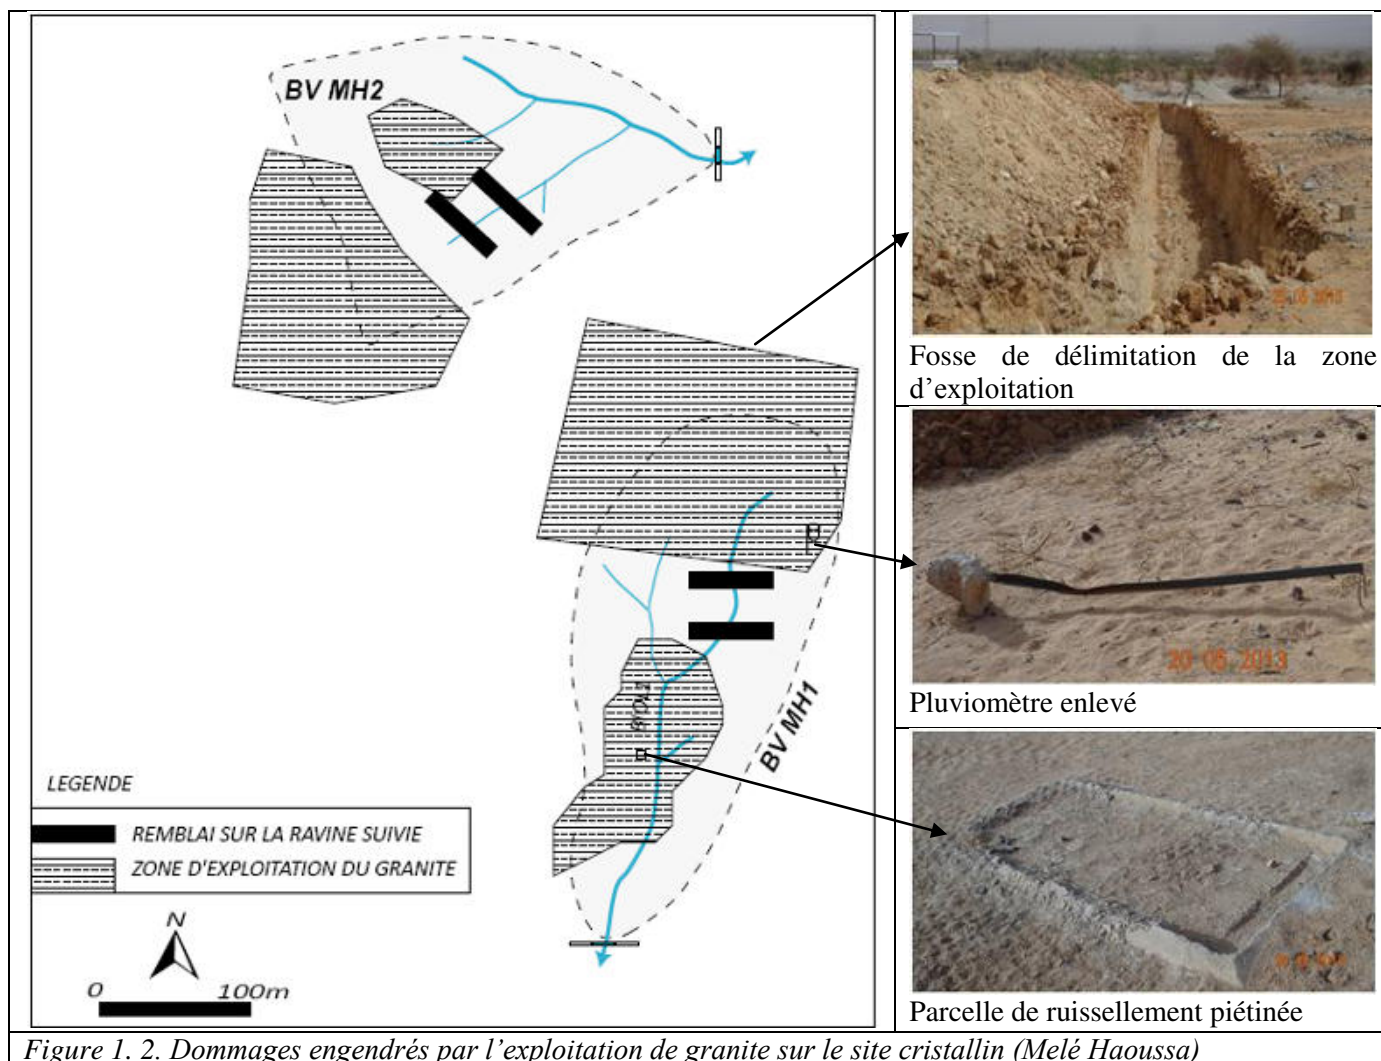 BV MH2
BV MH1
LEGENDE
REMBLAI SUR LA RAVINE SUIVIE
ZONE D'EXPLOITATION DU GRANITE
N
0 100m
Fosse de délimitation de la zone
d'exploitation
20 05 2013
Pluviomètre enlevé
Parcelle de ruissellement piétinée
Figure 1. 2. Dommages engendrés par l'exploitation de granite sur le site cristallin (Melé Haoussa)